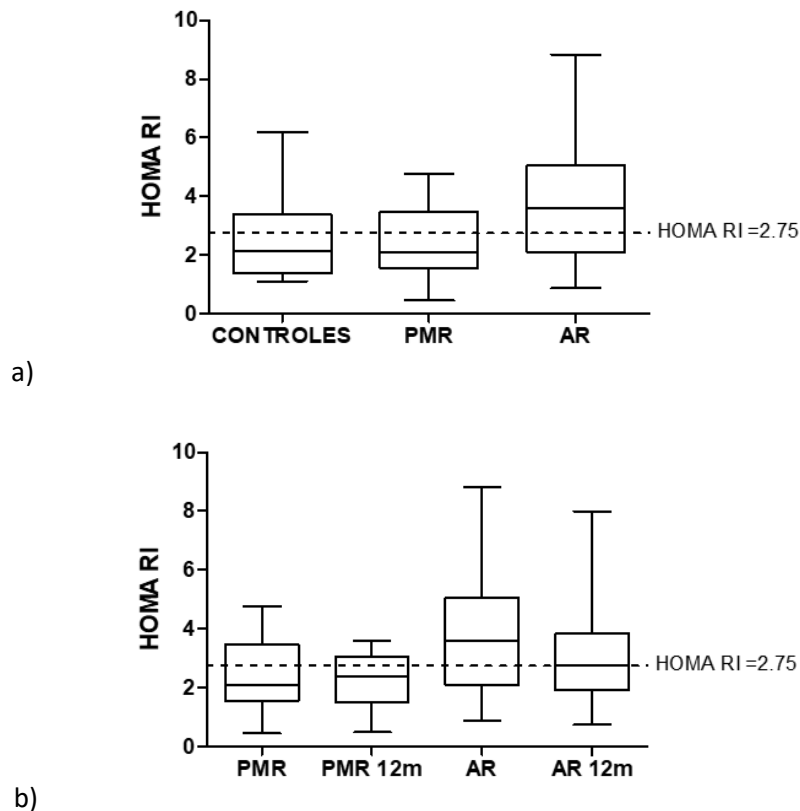 10
8
6
4
2
0
HOMA RI
HOMA RI =2.75
CONTROLES PMR AR
a)
10
8
6
4
2
0
HOMA RI
HOMA RI =2.75
PMR PMR 12m AR AR 12m
b)